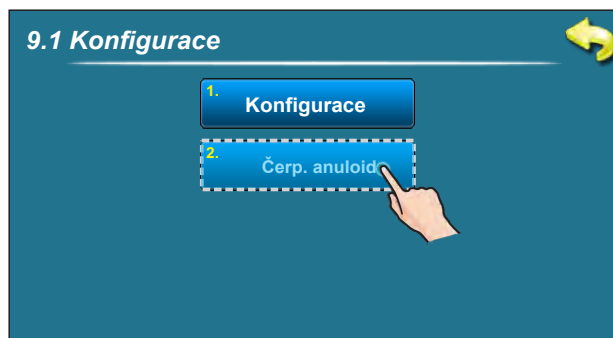 9.1 Konfigurace
1.
Konfigurace
2.
Čerp. anuloid